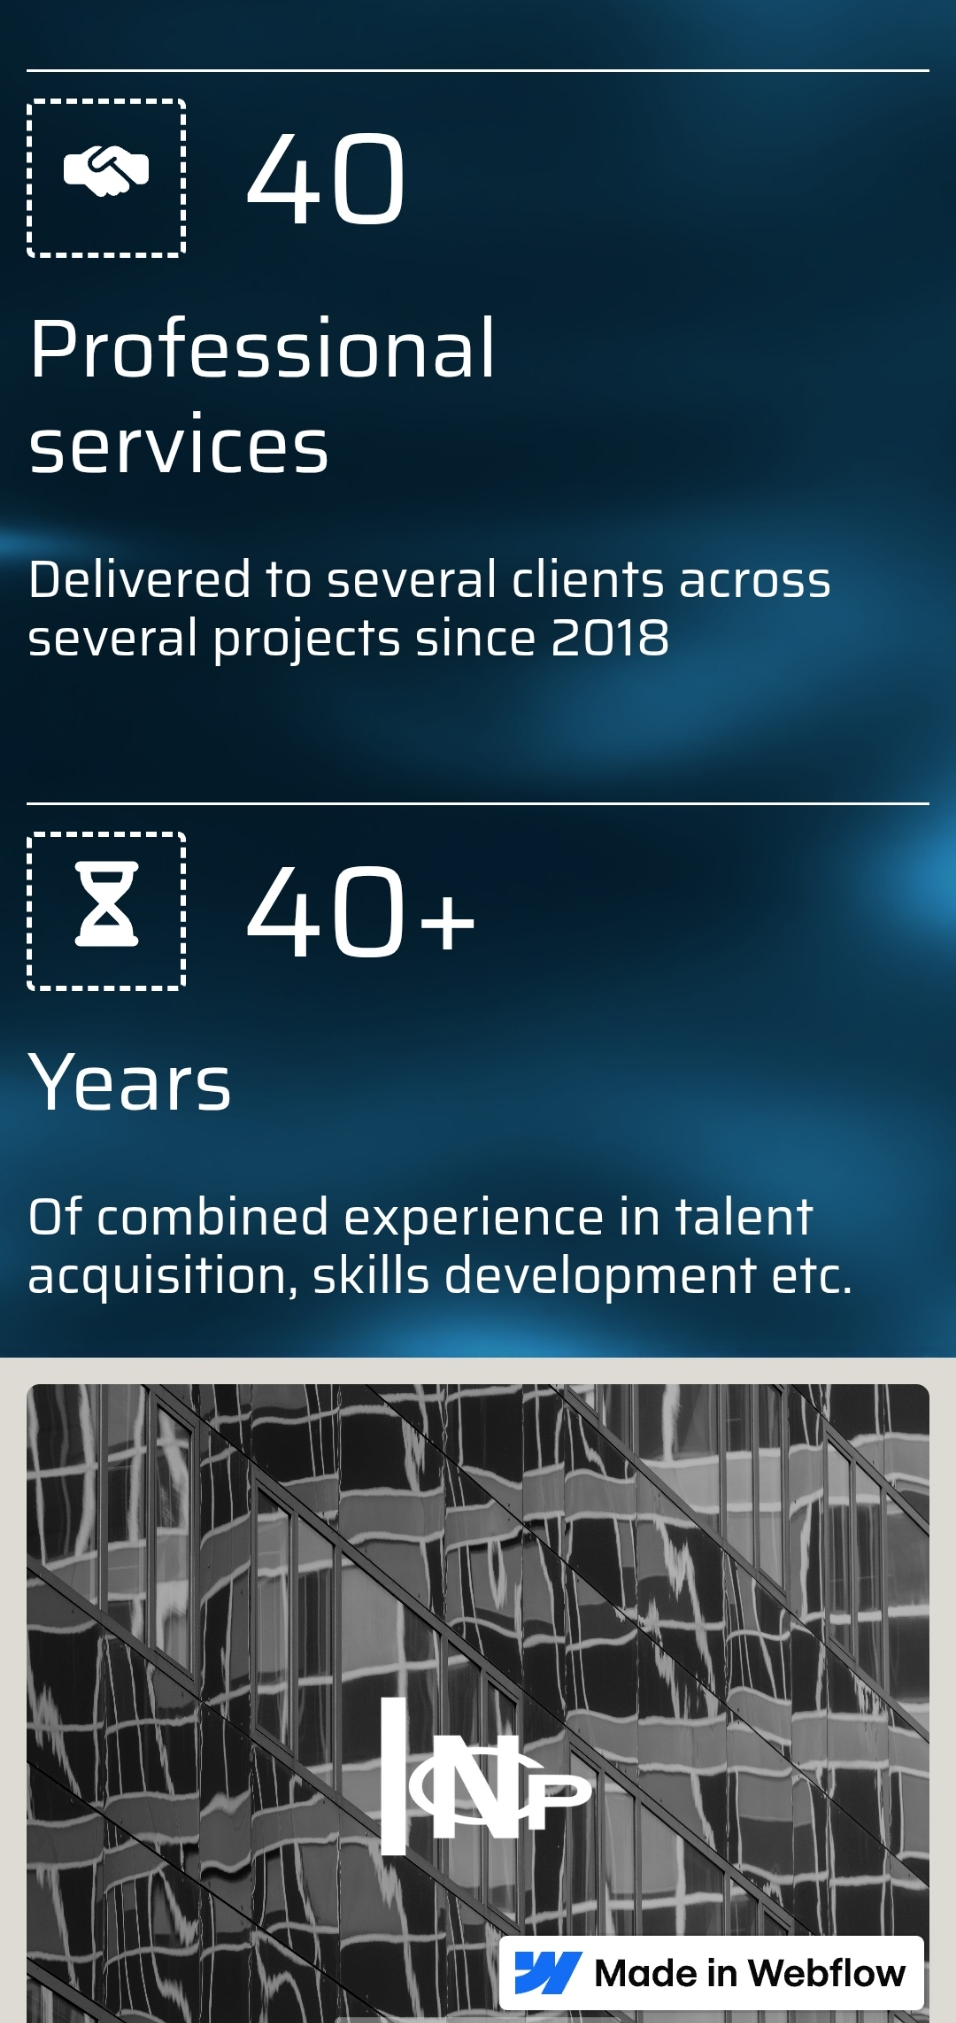 40
Professional
services
Delivered to several clients across
several projects since 2018
40+
Years
Of combined experience in talent
acquisition, skills development etc.
INP
Made in Webflow